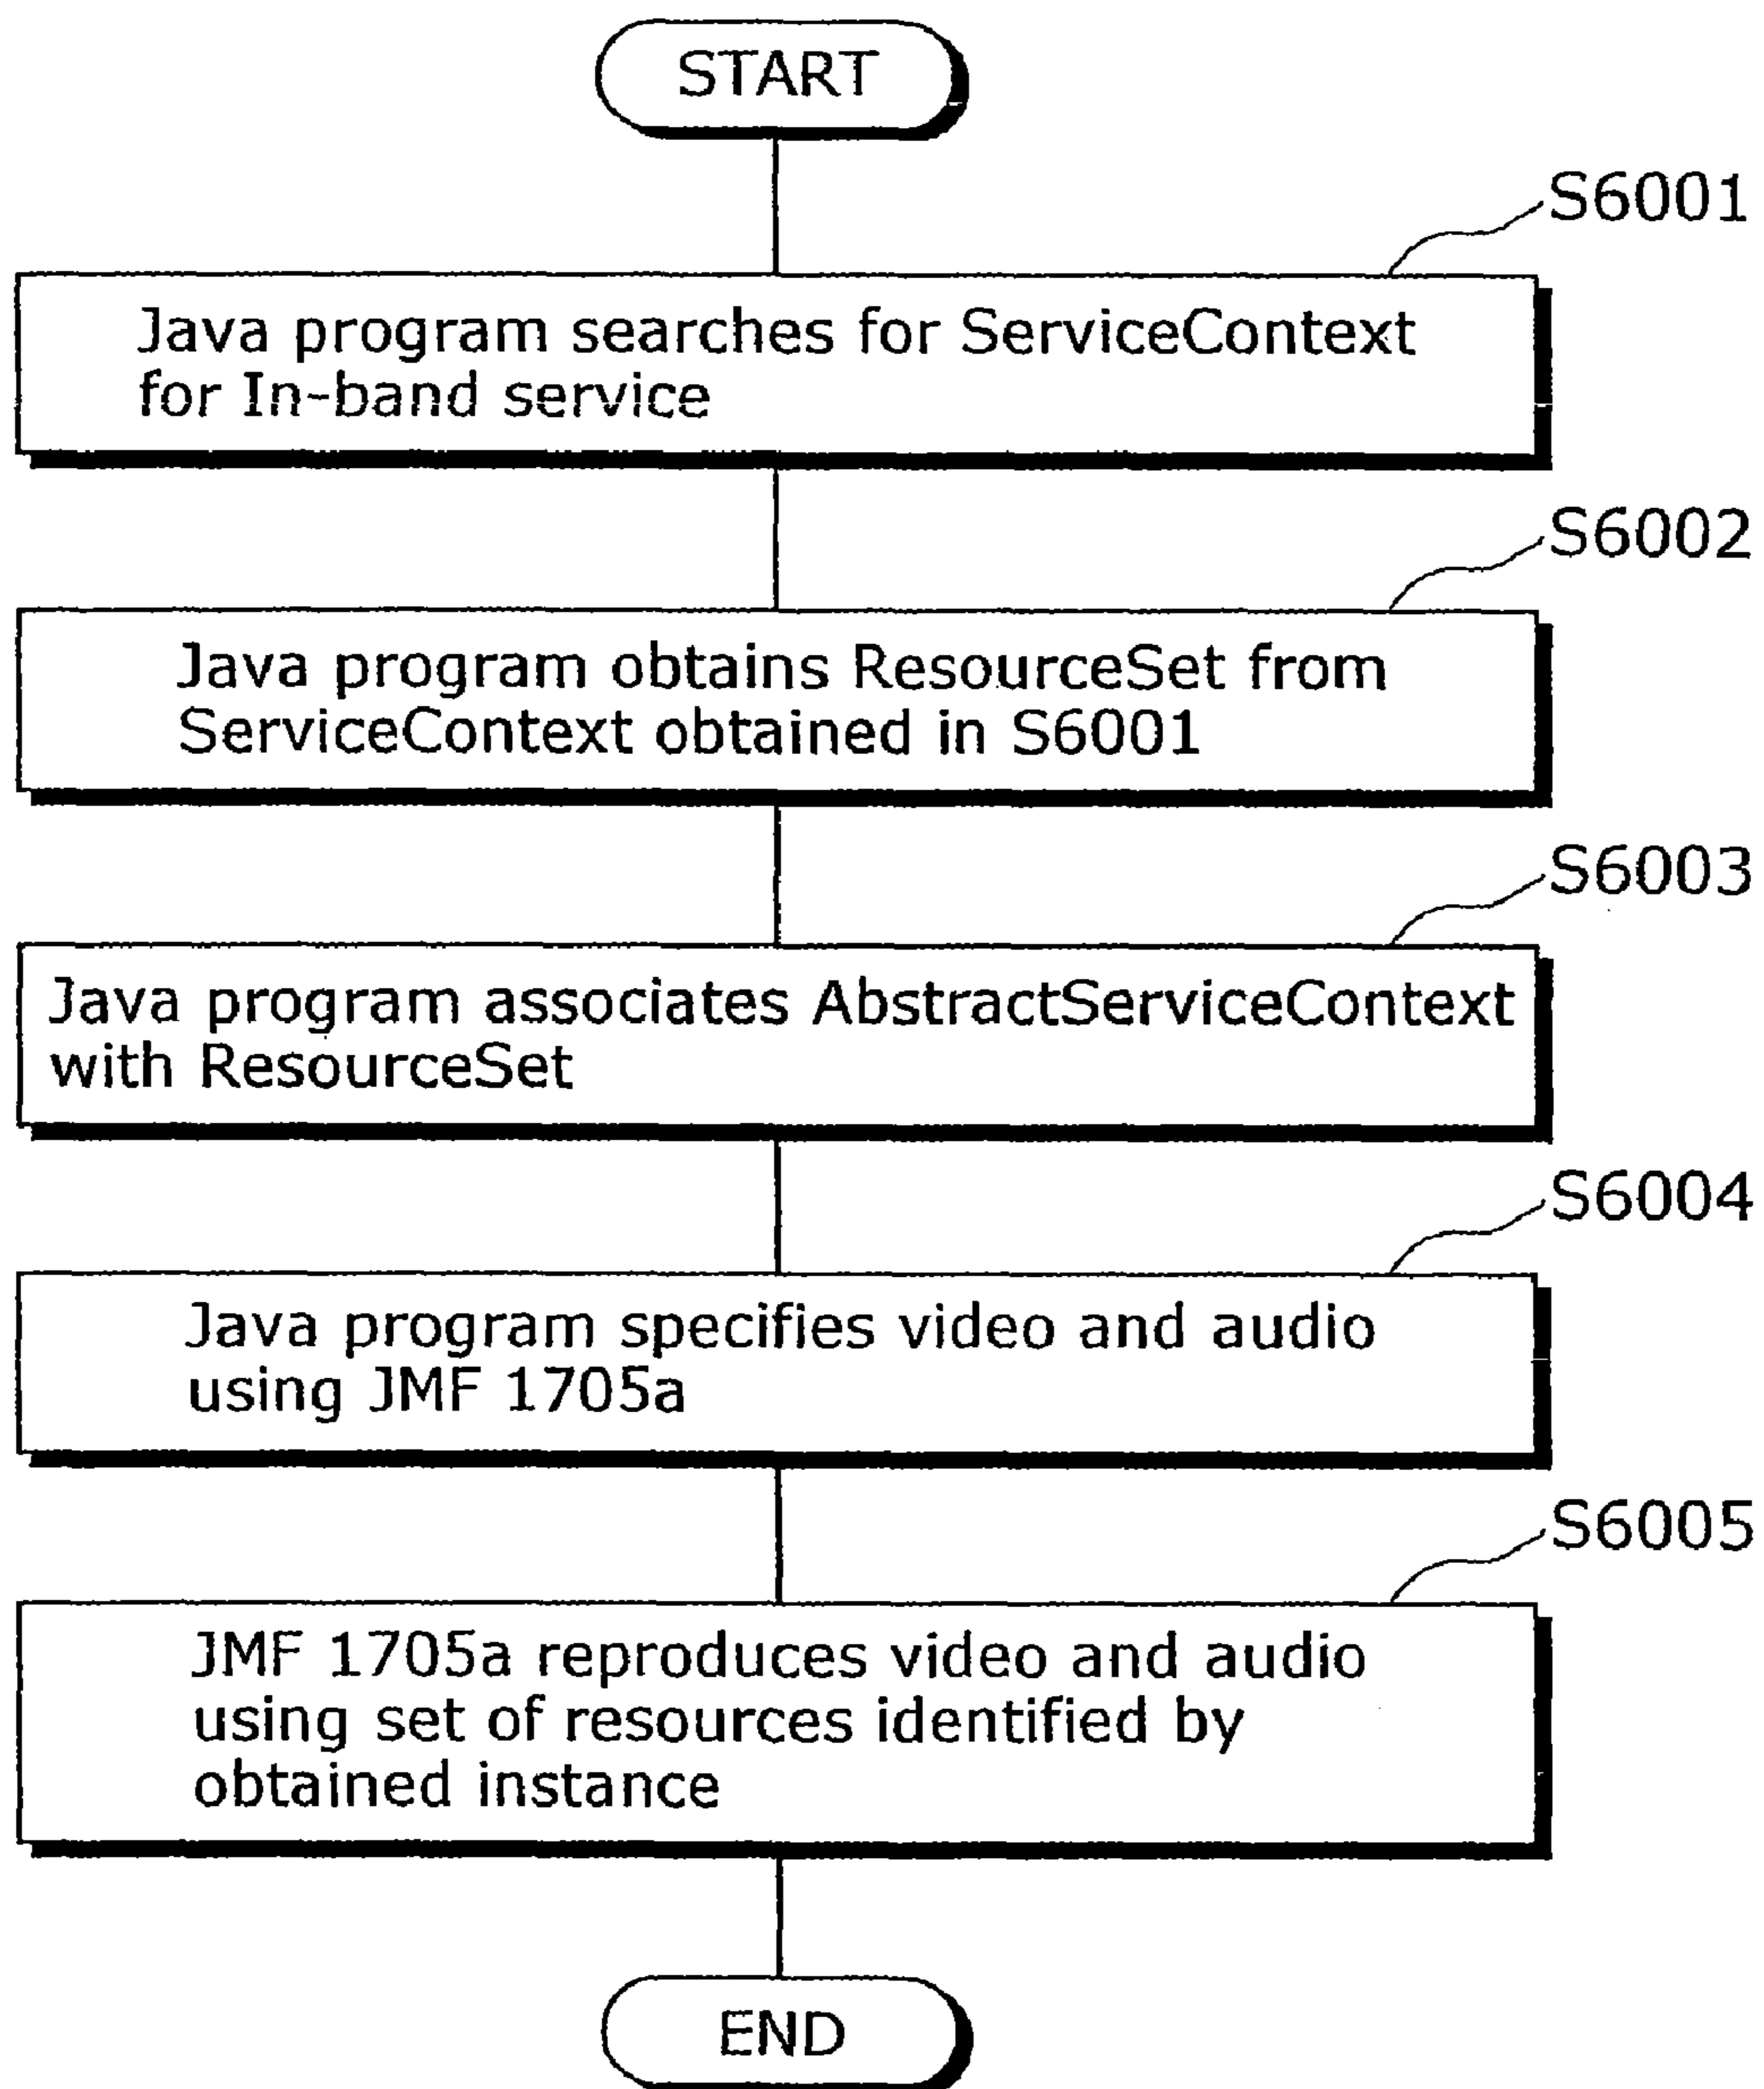 START
S6001
Java program searches for ServiceContext
for In-band service
S6002
Java program obtains ResourceSet from
ServiceContext obtained in S6001
S6003
Java program associates AbstractServiceContext
with ResourceSet
S6004
Java program specifies video and audio
using JMF 1705a
S6005
JMF 1705a reproduces video and audio
using set of resources identified by
obtained instance
END